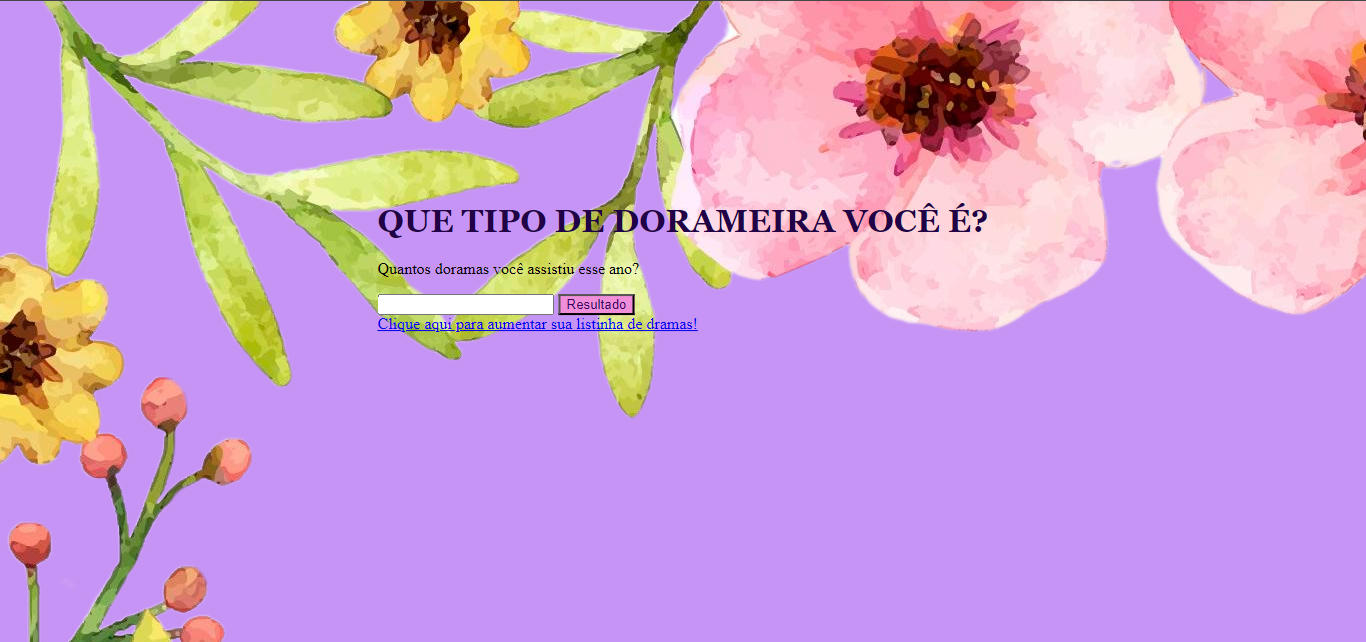 QUE TIPO DE DORAMEIRA VOCÊ É?
Quantos doramas você assistiu esse ano?
Resultado
Clique aqui para aumentar sua listinha de dramas!